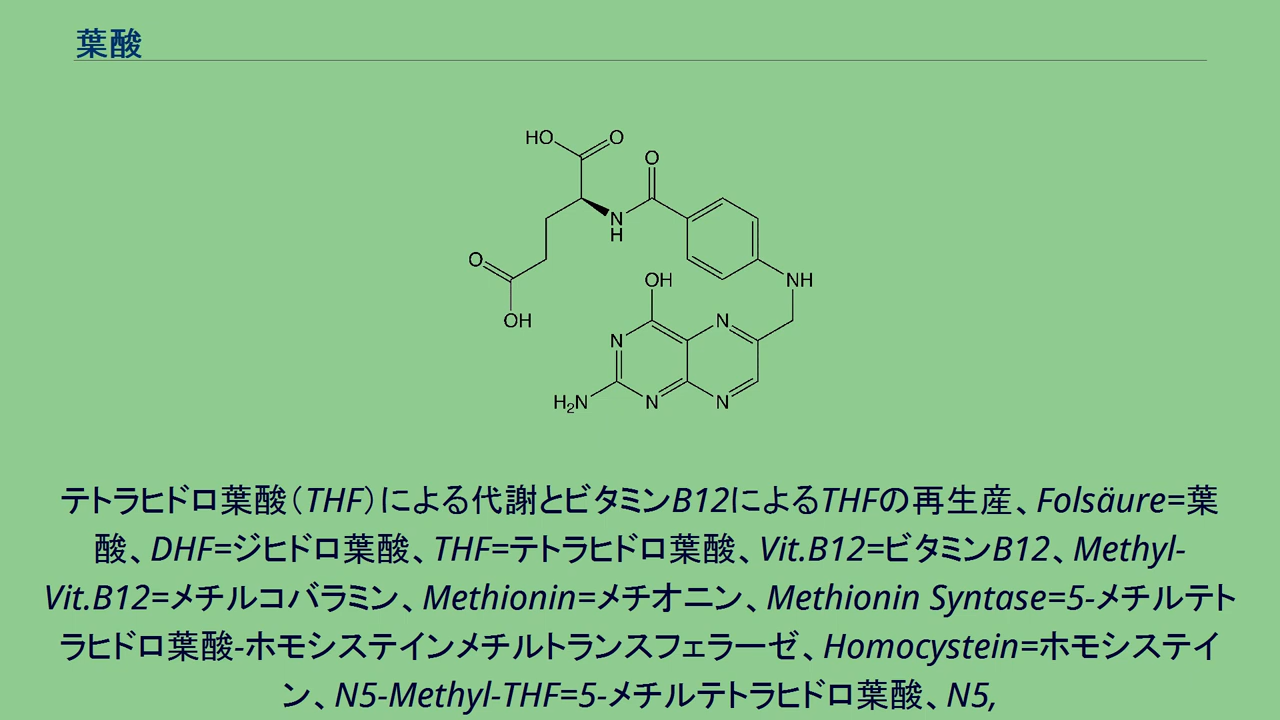 葉酸
HO
O
O
N
H
O
OH
NH
OH
N
N
H2N
N
N
テトラヒドロ葉酸（THF）による代謝とビタミンB12によるTHFの再生産、Folsäure=葉
酸、DHF=ジヒドロ葉酸、THF=テトラヒドロ葉酸、Vit.B12=ビタミンB12、Methyl-
Vit.B12=メチルコバラミン、Methionin=メチオニン、Methionin Syntase=5-メチルテト
ラヒドロ葉酸-ホモシステインメチルトランスフェラーゼ、Homocystein=ホモシステイ
ン、N5-Methyl-THF=5-メチルテトラヒドロ葉酸、N5,